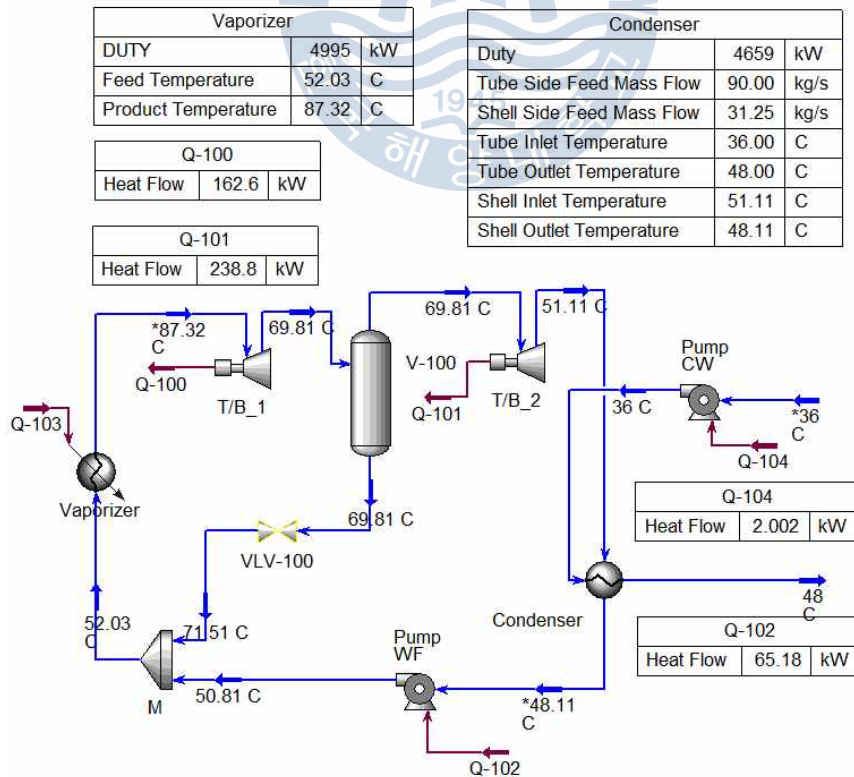 Vaporizer
DUTY 4995 kW
Feed Temperature 52.03 C
Product Temperature 87.32 C
Condenser
Duty 4659 kW
Tube Side Feed Mass Flow 90.00 kg/s
Shell Side Feed Mass Flow 31.25 kg/s
Tube Inlet Temperature 36.00 C
Tube Outlet Temperature 48.00 C
Shell Inlet Temperature 51.11 C
Shell Outlet Temperature 48.11 C
1945
해양대
Q-100
Heat Flow 162.6 kW
Q-101
Heat Flow 238.8 kW
*87.32
C
69.81 C
69.81 C
51.11 C
Q-100
T/B_1
V-100
Q-101
T/B_2
Pump
CW
36 C
*36
C
Q-104
Q-103
Vaporizer
69.81 C
VLV-100
Q-104
Heat Flow 2.002 kW
Condenser
48
C
52.03
C
71.51 C
M
50.81 C
Pump
WF
*48.11
C
Q-102
Q-102
Heat Flow 65.18 kW